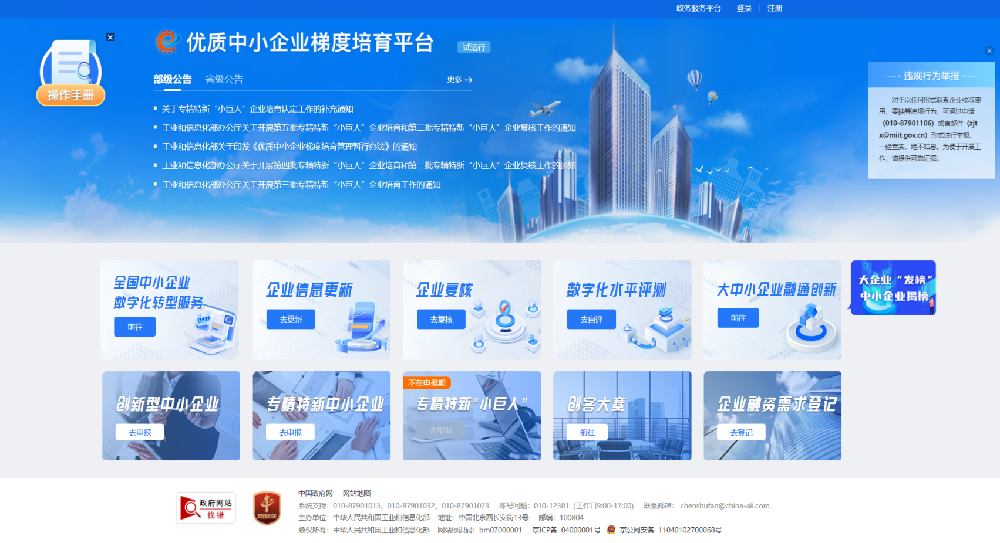 政务服务平台 登录 注册
操作手册
优质中小企业梯度培育平台 试运行
部级公告 省级公告 更多
关于专精特新“小巨人”企业培育认定工作的补充通知
工业和信息化部办公厅关于开展第五批专精特新“小巨人”企业培育和第二批专精特新“小巨人”企业复核工作的通知
工业和信息化部关于印发《优质中小企业梯度培育管理暂行办法》的通知
工业和信息化部办公厅关于开展第四批专精特新“小巨人”企业培育和第一批专精特新“小巨人”企业复核工作的通知
工业和信息化部办公厅关于开展第三批专精特新“小巨人”企业培育工作的通知
违规行为举报
对于以任何形式联系企业收取费
用、要挟等违规行为，可通过电话
（010-87901106）或者邮件（zjt
x@miit.gov.cn）形式进行举报。
一经查实，绝不姑息。为便于开展工
作，请提供可靠证据。
全国中小企业
数字化转型服务
前往
DATA
企业信息更新
去更新
企业复核
去复核
数字化水平评测
去自评
大中小企业融通创新
前往
大企业“发榜”
中小企业揭榜
创新型中小企业
去申报
专精特新中小企业
去申报
不在申报期
专精特新“小巨人”
去申报
创客大赛
前往
企业融资需求登记
去登记
政府网站
找错
党政机关
中国政府网 网站地图
系统支持：010-87901013、010-87901032、010-87901073 账号问题：010-12381（工作日9:00-17:00） 联系邮箱： chenshufan@china-aii.com
主办单位：中华人民共和国工业和信息化部 地址：中国北京西长安街13号 邮编：100804
版权所有：中华人民共和国工业和信息化部 网站标识码：bm07000001 京ICP备 04000001号 京公网安备 11040102700068号